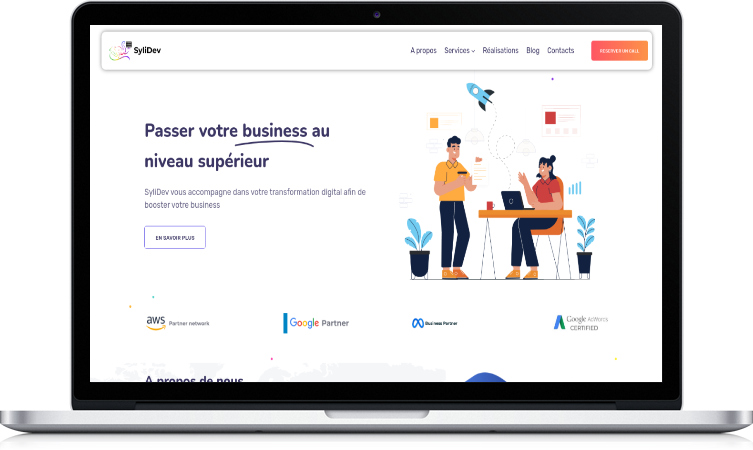 SyliDev
A propos Services Réalisations Blog Contacts
RESERVER UN CALL
Passer votre business au
niveau supérieur
SyliDev vous accompagne dans votre transformation digital afin de
booster votre business
EN SAVOIR PLUS
aws Partner network
Google Partner
Business Partner
Google AdWords
CERTIFIED
A propos de nous